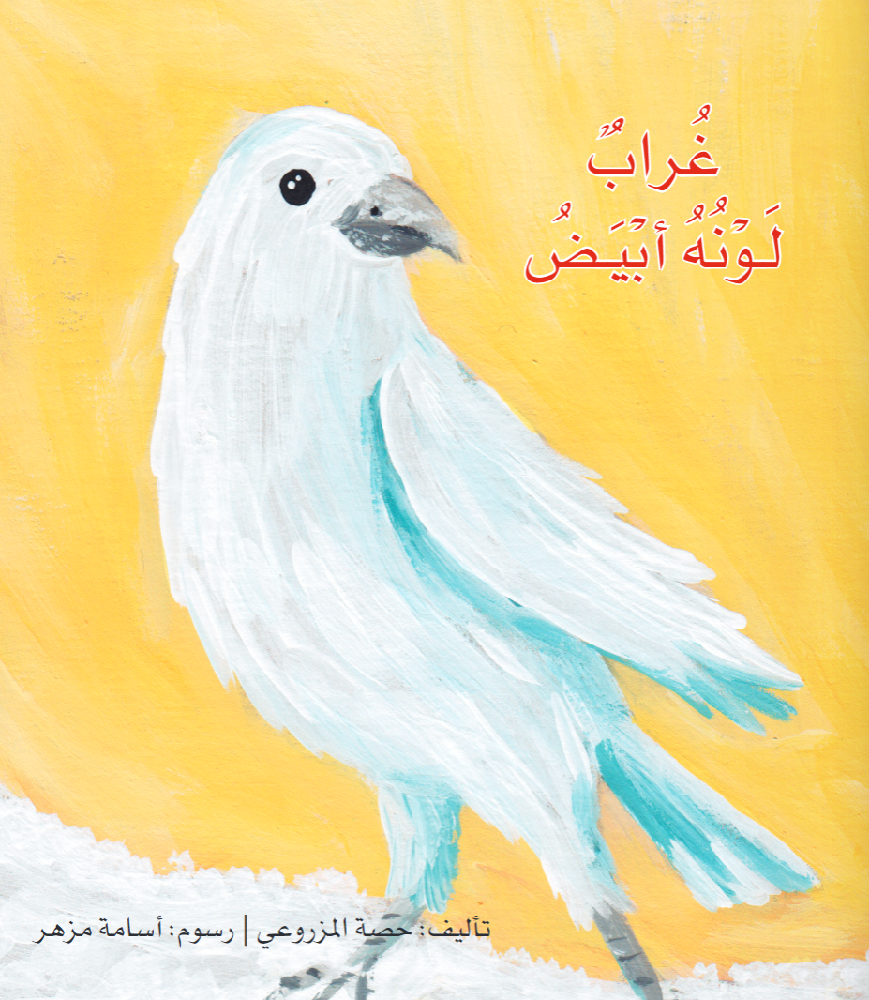 غُرابٌ
لَوْنُهُ أبْيَضُ
تأليف: حصة المزروعي | رسوم: أسامة مزهر